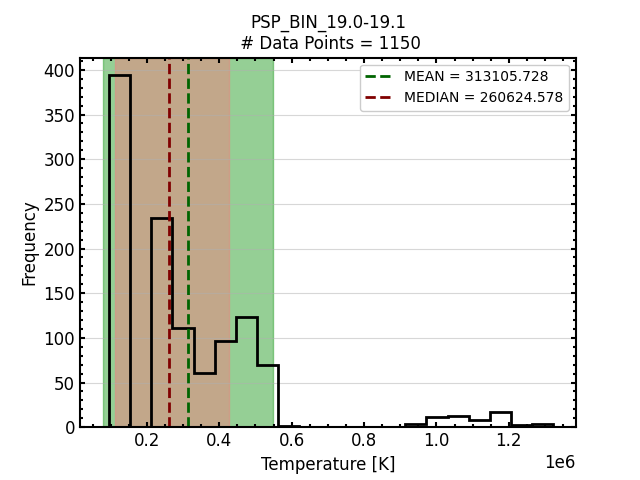 PSP_BIN_19.0-19.1
# Data Points = 1150
MEAN = 313105.728
MEDIAN = 260624.578
400
350
300
250
200
150
100
50
0
Frequency
0.2 0.4 0.6 0.8 1.0 1.2
1e6
Temperature [K]